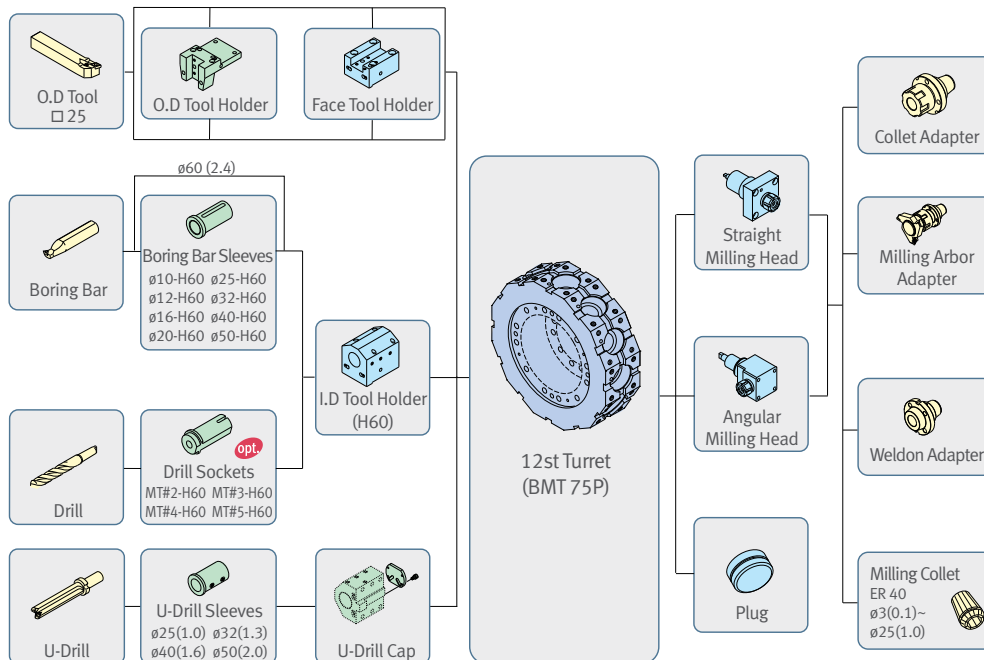 O.D Tool
□ 25
O.D Tool Holder
Face Tool Holder
ø60 (2.4)
Boring Bar
Boring Bar Sleeves
ø10-H60 ø25-H60
ø12-H60 ø32-H60
ø16-H60 ø40-H60
ø20-H60 ø50-H60
I.D Tool Holder
(H60)
Drill
opt.
Drill Sockets
MT#2-H60 MT#3-H60
MT#4-H60 MT#5-H60
U-Drill
U-Drill Sleeves
ø25(1.0) ø32(1.3)
ø40(1.6) ø50(2.0)
U-Drill Cap
12st Turret
(BMT 75P)
Straight
Milling Head
Angular
Milling Head
Plug
Collet Adapter
Milling Arbor
Adapter
Weldon Adapter
Milling Collet
ER 40
ø3(0.1)~
ø25(1.0)